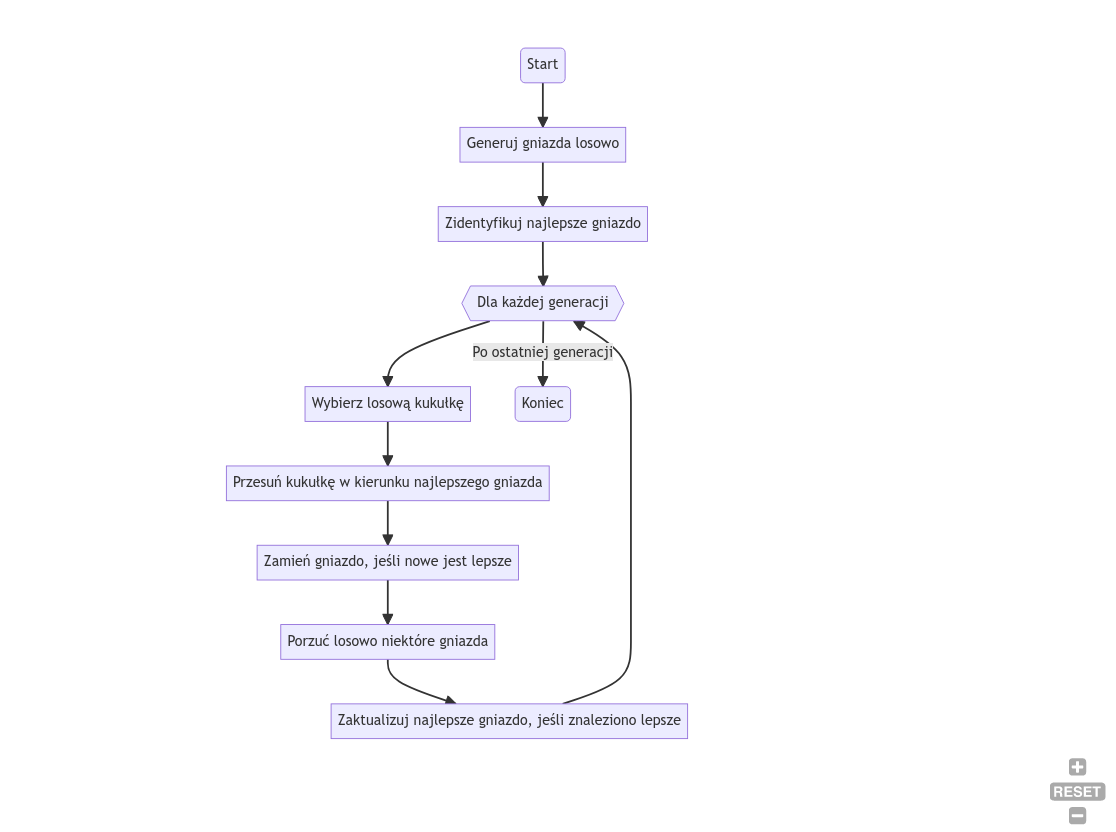 Start
Generuj gniazda losowo
Zidentyfikuj najlepsze gniazdo
Dla każdej generacji
Po ostatniej generacji
Wybierz losową kukułkę
Koniec
Przesuń kukułkę w kierunku najlepszego gniazda
Zamień gniazdo, jeśli nowe jest lepsze
Porzuć losowo niektóre gniazda
Zaktualizuj najlepsze gniazdo, jeśli znaleziono lepsze
RESET